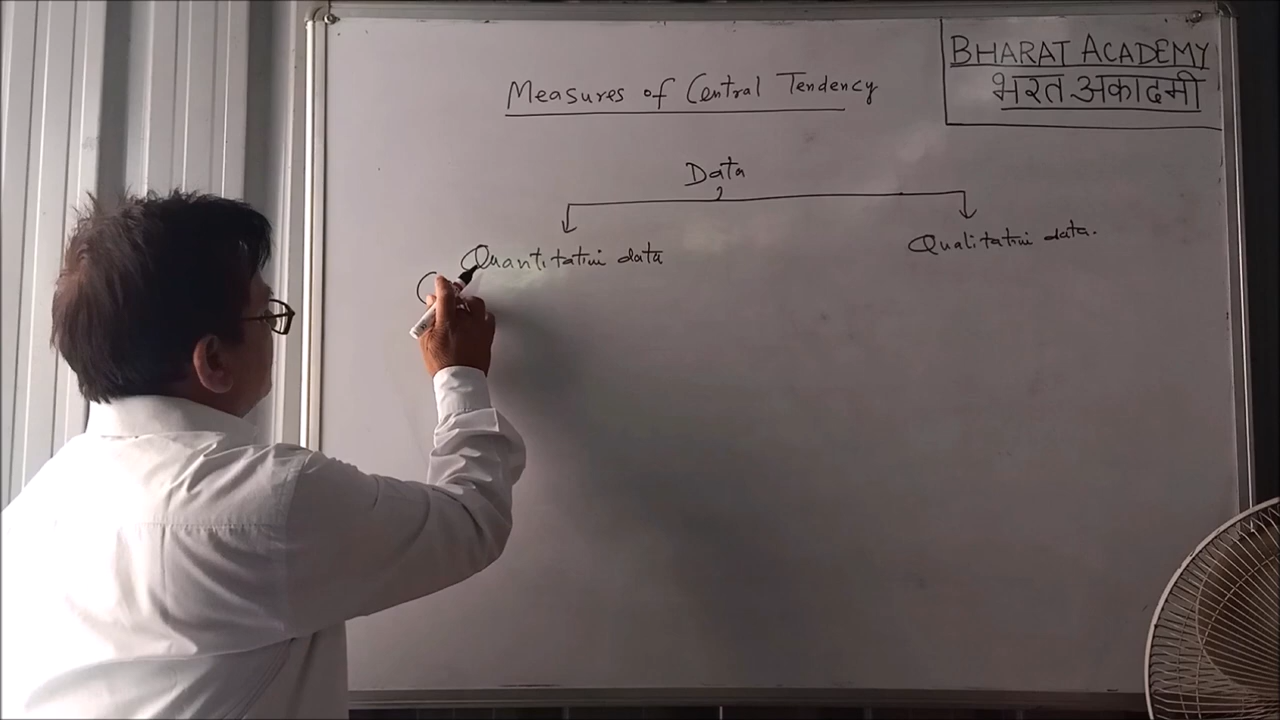 BHARAT ACADEMY
भरत अकादमी
Measures of Central Tendency
Data
Quantitative data
Qualitative data.